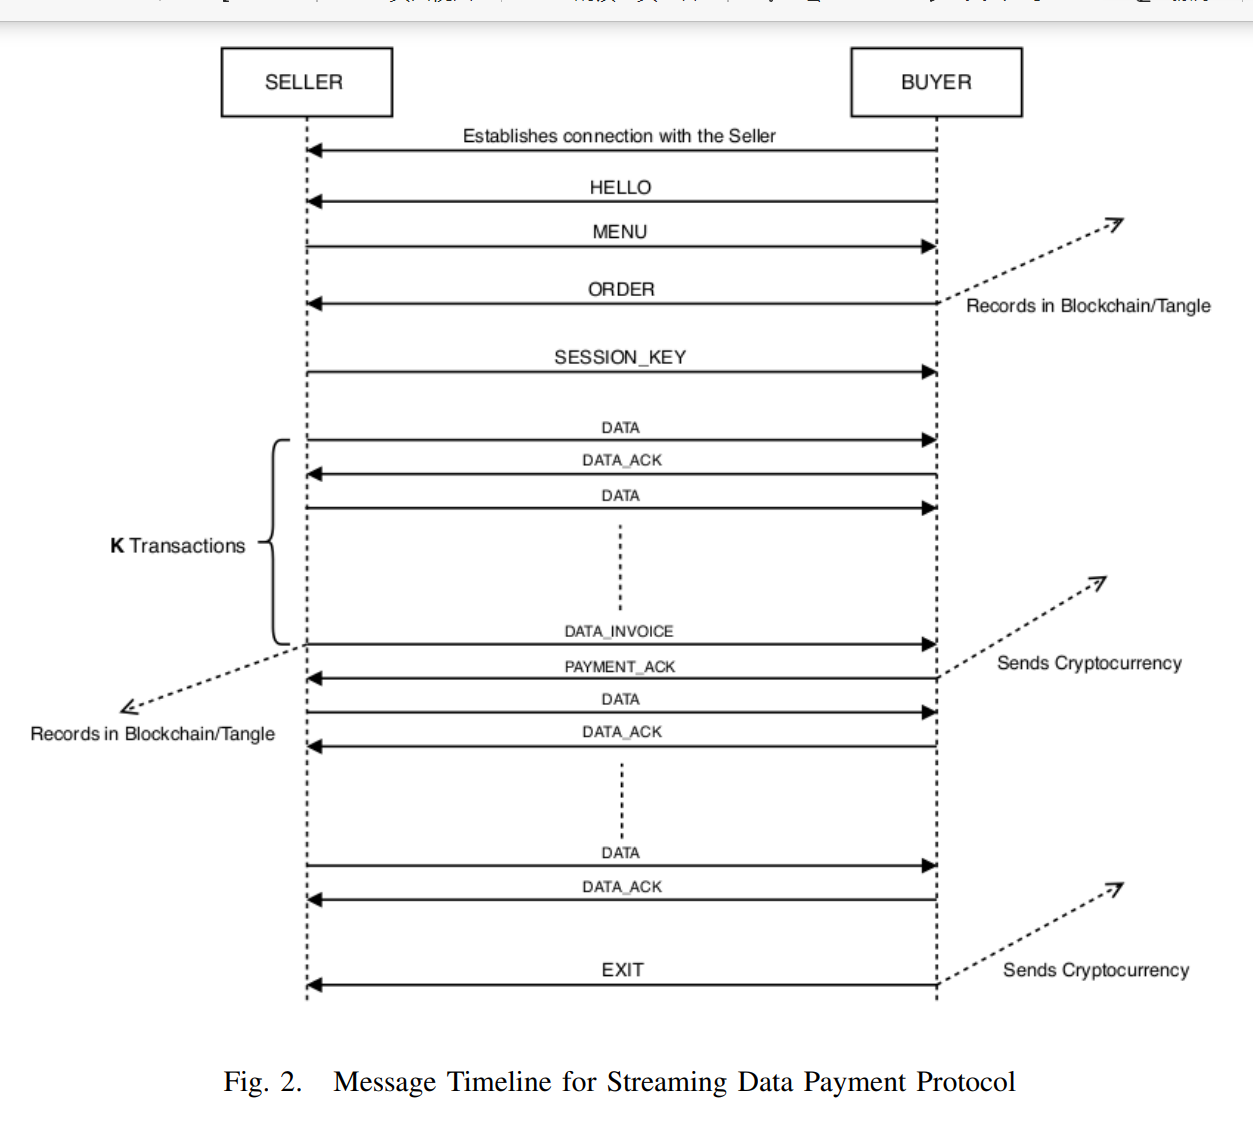 SELLER
BUYER
Establishes connection with the Seller
HELLO
MENU
ORDER
Records in Blockchain/Tangle
SESSION_KEY
DATA
DATA_ACK
DATA
K Transactions
DATA_INVOICE
PAYMENT_ACK
Sends Cryptocurrency
DATA
Records in Blockchain/Tangle
DATA_ACK
DATA
DATA_ACK
EXIT
Sends Cryptocurrency
Fig. 2. Message Timeline for Streaming Data Payment Protocol